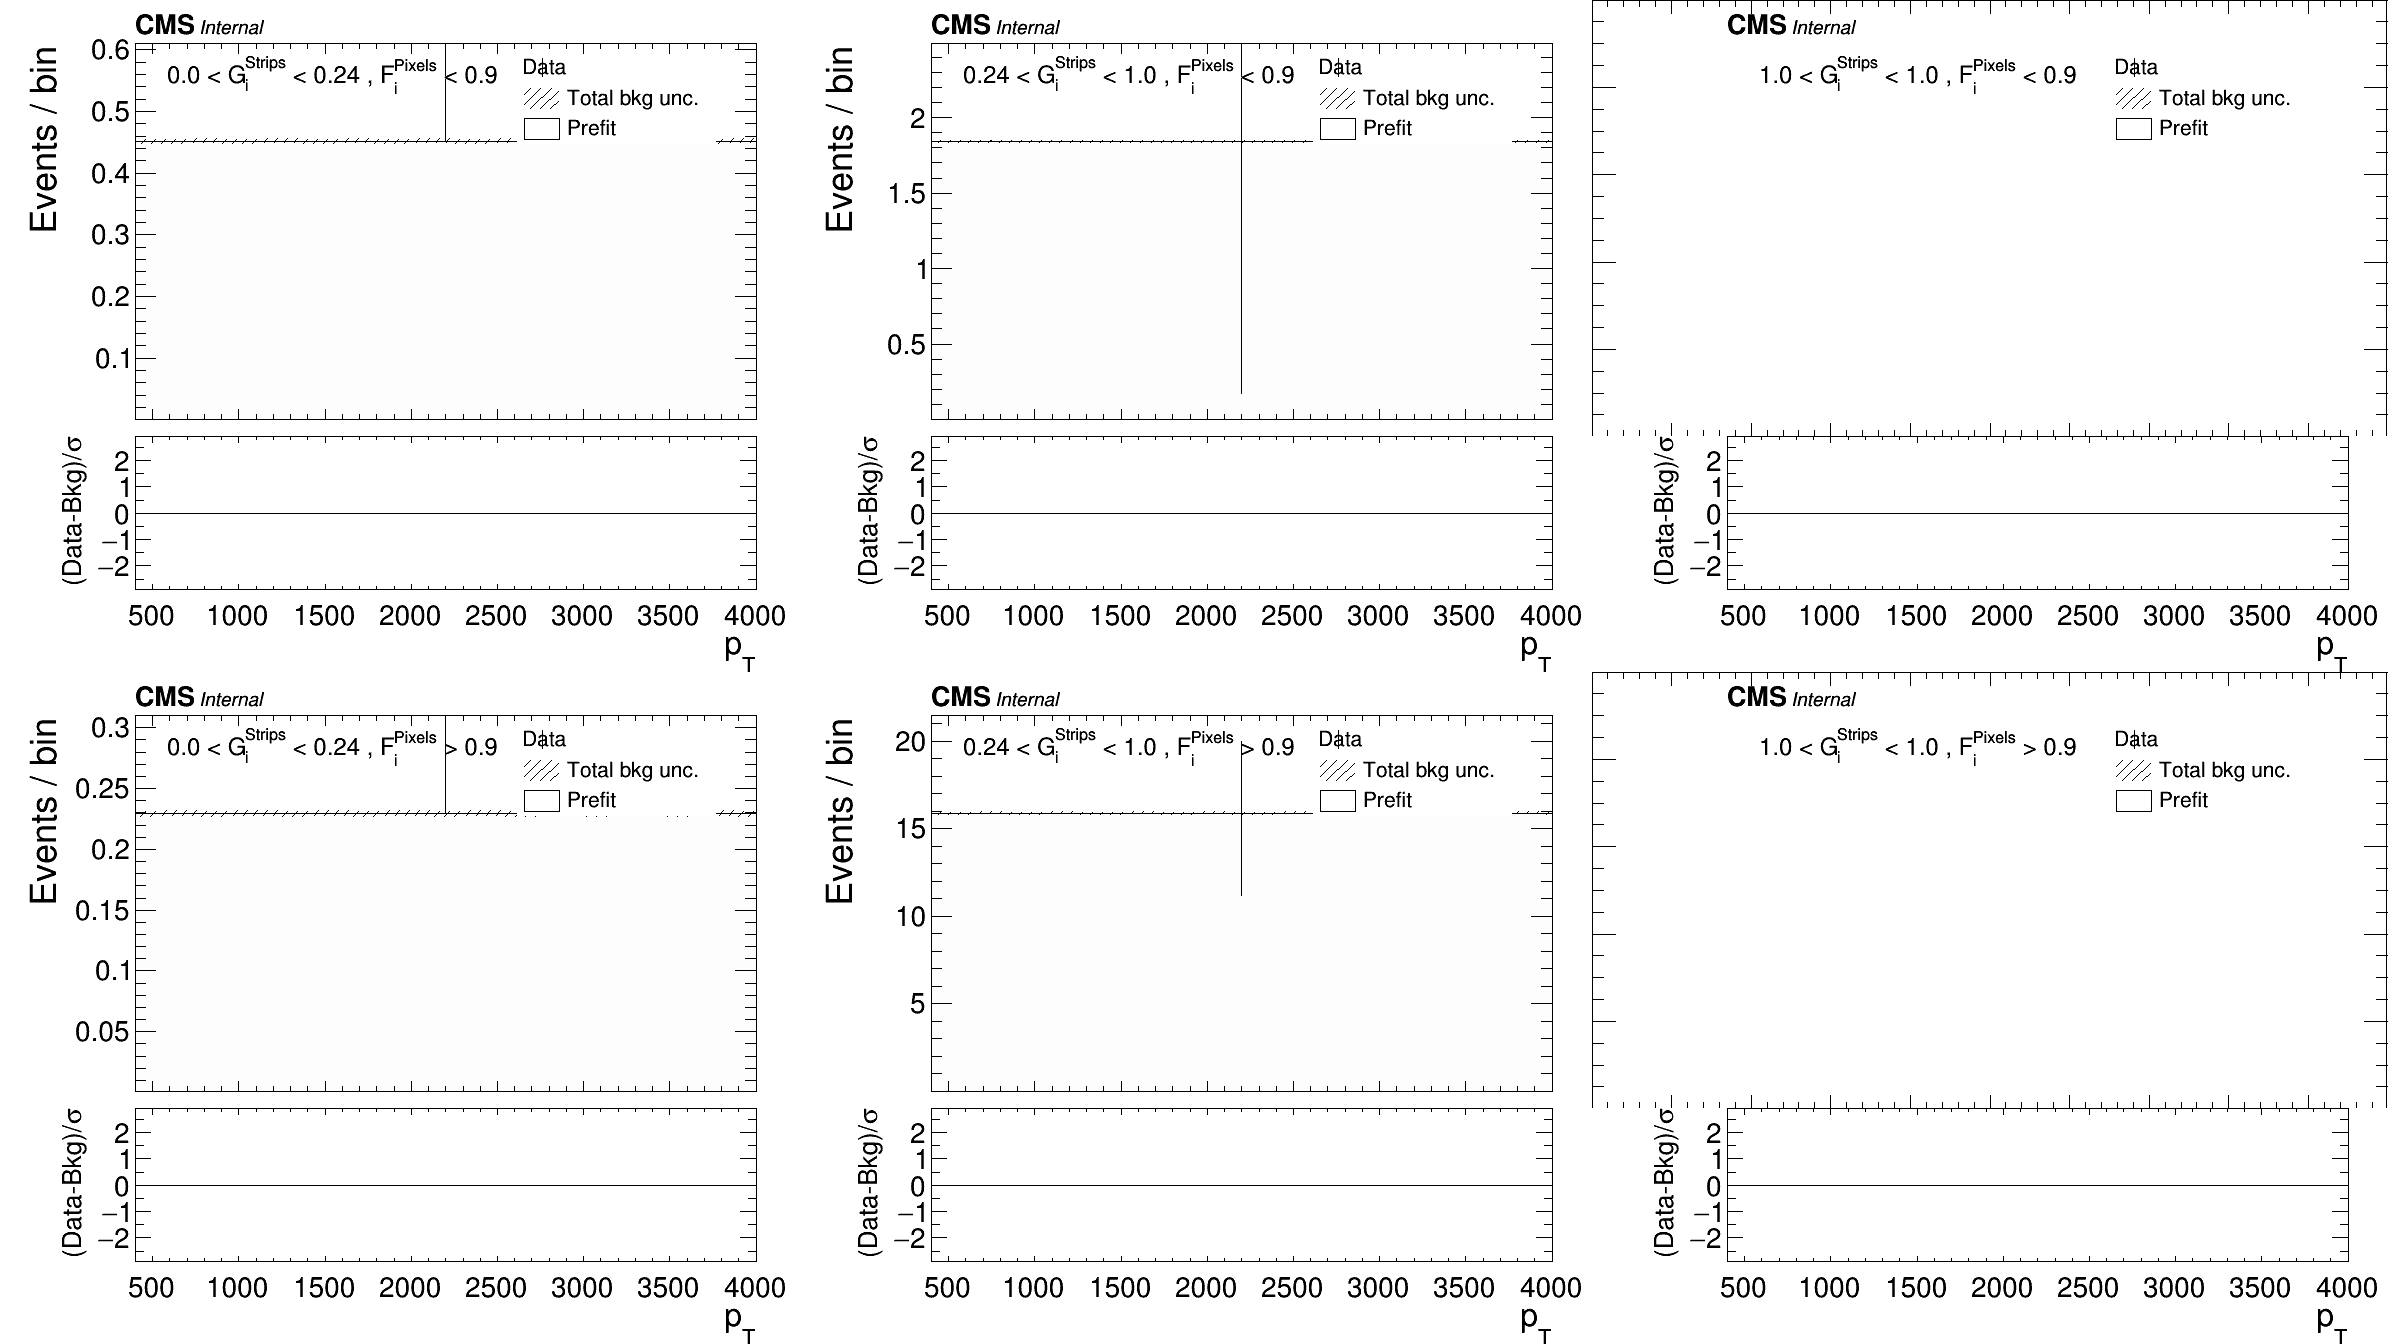 CMS Internal
0.0 < G_i^Strips < 0.24 , F_i^Pixels < 0.9
Data
Total bkg unc.
Prefit
Events / bin
0.6
0.5
0.4
0.3
0.2
0.1
(Data-Bkg)/σ
2
1
0
−1
−2
500 1000 1500 2000 2500 3000 3500 4000
p_T
CMS Internal
0.24 < G_i^Strips < 1.0 , F_i^Pixels < 0.9
Data
Total bkg unc.
Prefit
Events / bin
2
1.5
1
0.5
(Data-Bkg)/σ
2
1
0
−1
−2
500 1000 1500 2000 2500 3000 3500 4000
p_T
CMS Internal
1.0 < G_i^Strips < 1.0 , F_i^Pixels < 0.9
Data
Total bkg unc.
Prefit
(Data-Bkg)/σ
2
1
0
−1
−2
500 1000 1500 2000 2500 3000 3500 4000
p_T
CMS Internal
0.0 < G_i^Strips < 0.24 , F_i^Pixels > 0.9
Data
Total bkg unc.
Prefit
Events / bin
0.3
0.25
0.2
0.15
0.1
0.05
(Data-Bkg)/σ
2
1
0
−1
−2
500 1000 1500 2000 2500 3000 3500 4000
p_T
CMS Internal
0.24 < G_i^Strips < 1.0 , F_i^Pixels > 0.9
Data
Total bkg unc.
Prefit
Events / bin
20
15
10
5
(Data-Bkg)/σ
2
1
0
−1
−2
500 1000 1500 2000 2500 3000 3500 4000
p_T
CMS Internal
1.0 < G_i^Strips < 1.0 , F_i^Pixels > 0.9
Data
Total bkg unc.
Prefit
(Data-Bkg)/σ
2
1
0
−1
−2
500 1000 1500 2000 2500 3000 3500 4000
p_T